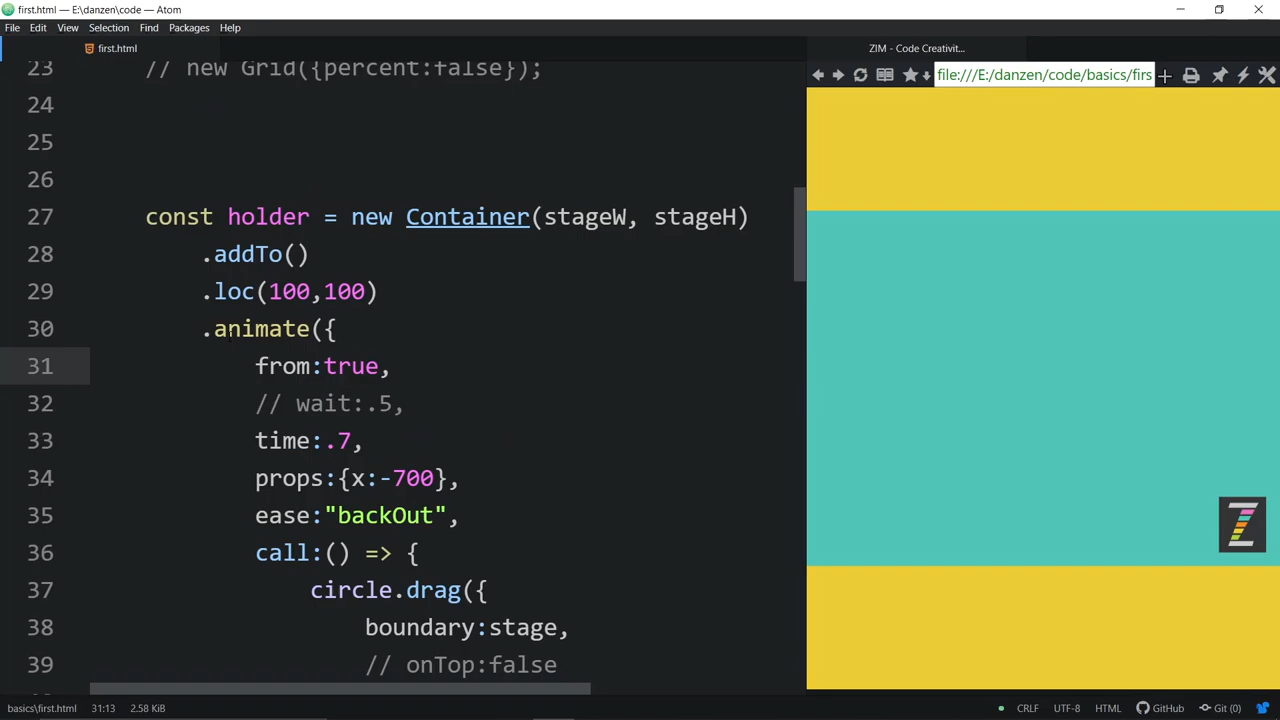 first.html — E:\danzen\code — Atom
File Edit View Selection Find Packages Help
first.html
ZIM - Code Creativit...
file:///E:/danzen/code/basics/firs
23 // new Grid({percent:false});
24
25
26
27 const holder = new Container(stageW, stageH)
28 .addTo()
29 .loc(100,100)
30 .animate({
31 from:true,
32 // wait:.5,
33 time:.7,
34 props:{x:-700},
35 ease:"backOut",
36 call:() => {
37 circle.drag({
38 boundary:stage,
39 // onTop:false
basics\first.html 31:13 2.58 KiB CRLF UTF-8 HTML GitHub Git (0)